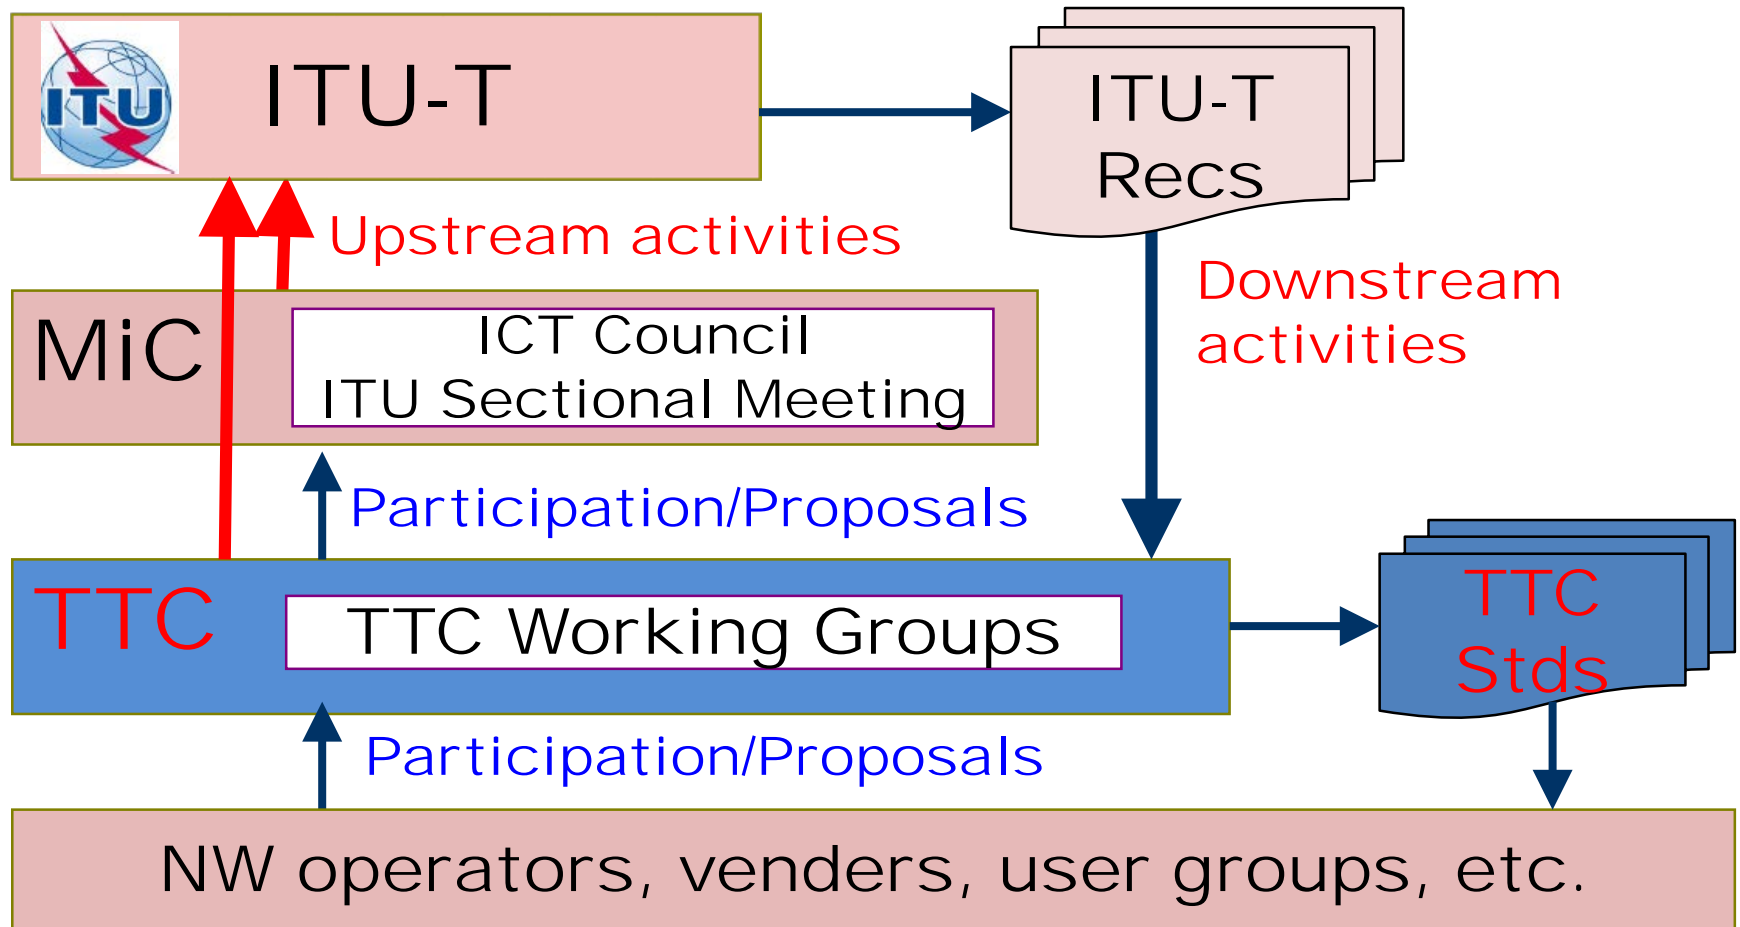 ITU
ITU-T
ITU-T
Recs
Upstream activities
Downstream
activities
MiC
ICT Council
ITU Sectional Meeting
Participation/Proposals
TTC
TTC Working Groups
TTC
Stds
Participation/Proposals
NW operators, venders, user groups, etc.